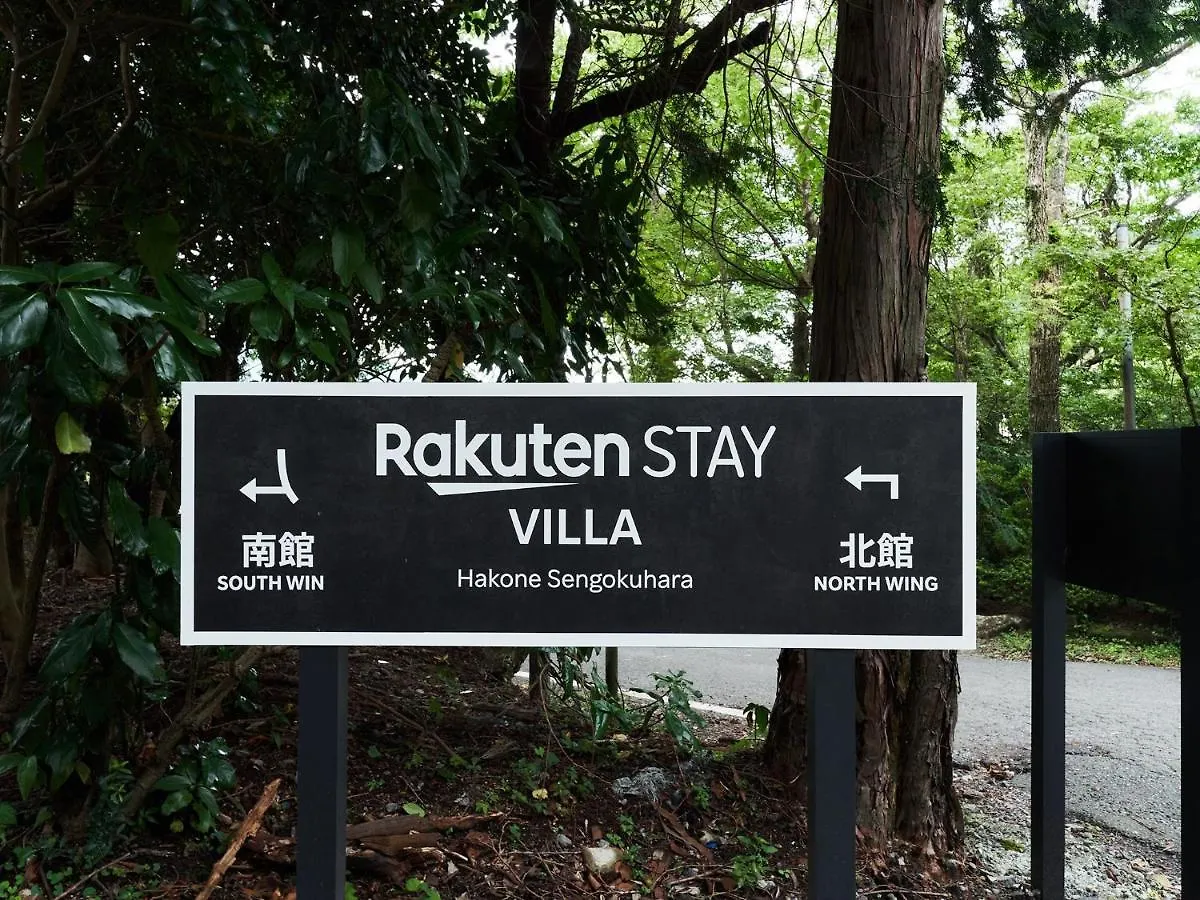 Rakuten STAY
VILLA
Hakone Sengokuhara
南館
SOUTH WIN
北館
NORTH WING